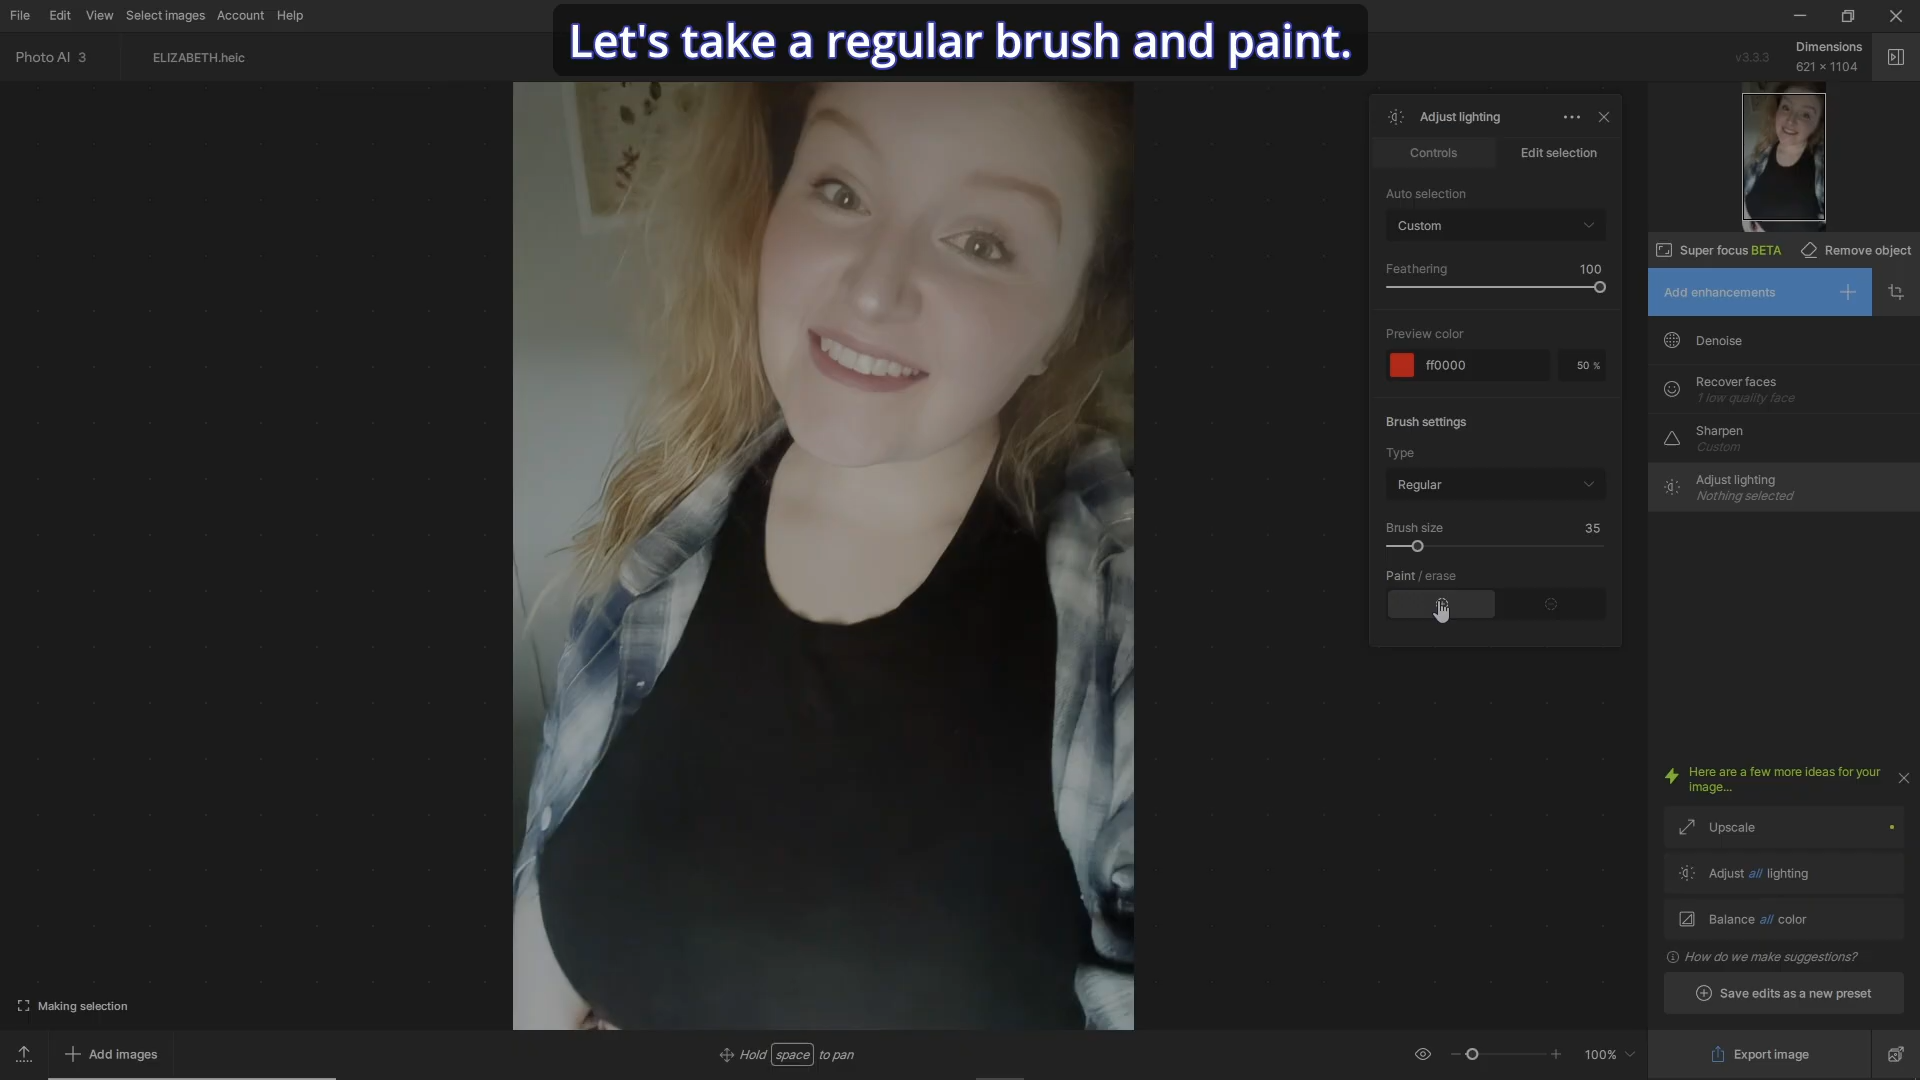 File Edit View Select images Account Help
Let's take a regular brush and paint.
Photo AI 3
ELIZABETH.heic
v3.3.3
Dimensions
621 × 1104
Adjust lighting
Controls
Edit selection
Auto selection
Custom
Feathering 100
Preview color
ff0000 50 %
Brush settings
Type
Regular
Brush size 35
Paint / erase
Super focus BETA
Remove object
Add enhancements
Denoise
Recover faces
1 low quality face
Sharpen
Custom
Adjust lighting
Nothing selected
Here are a few more ideas for your
image...
Upscale
Adjust all lighting
Balance all color
How do we make suggestions?
Save edits as a new preset
Making selection
Add images
Hold space to pan
100%
Export image